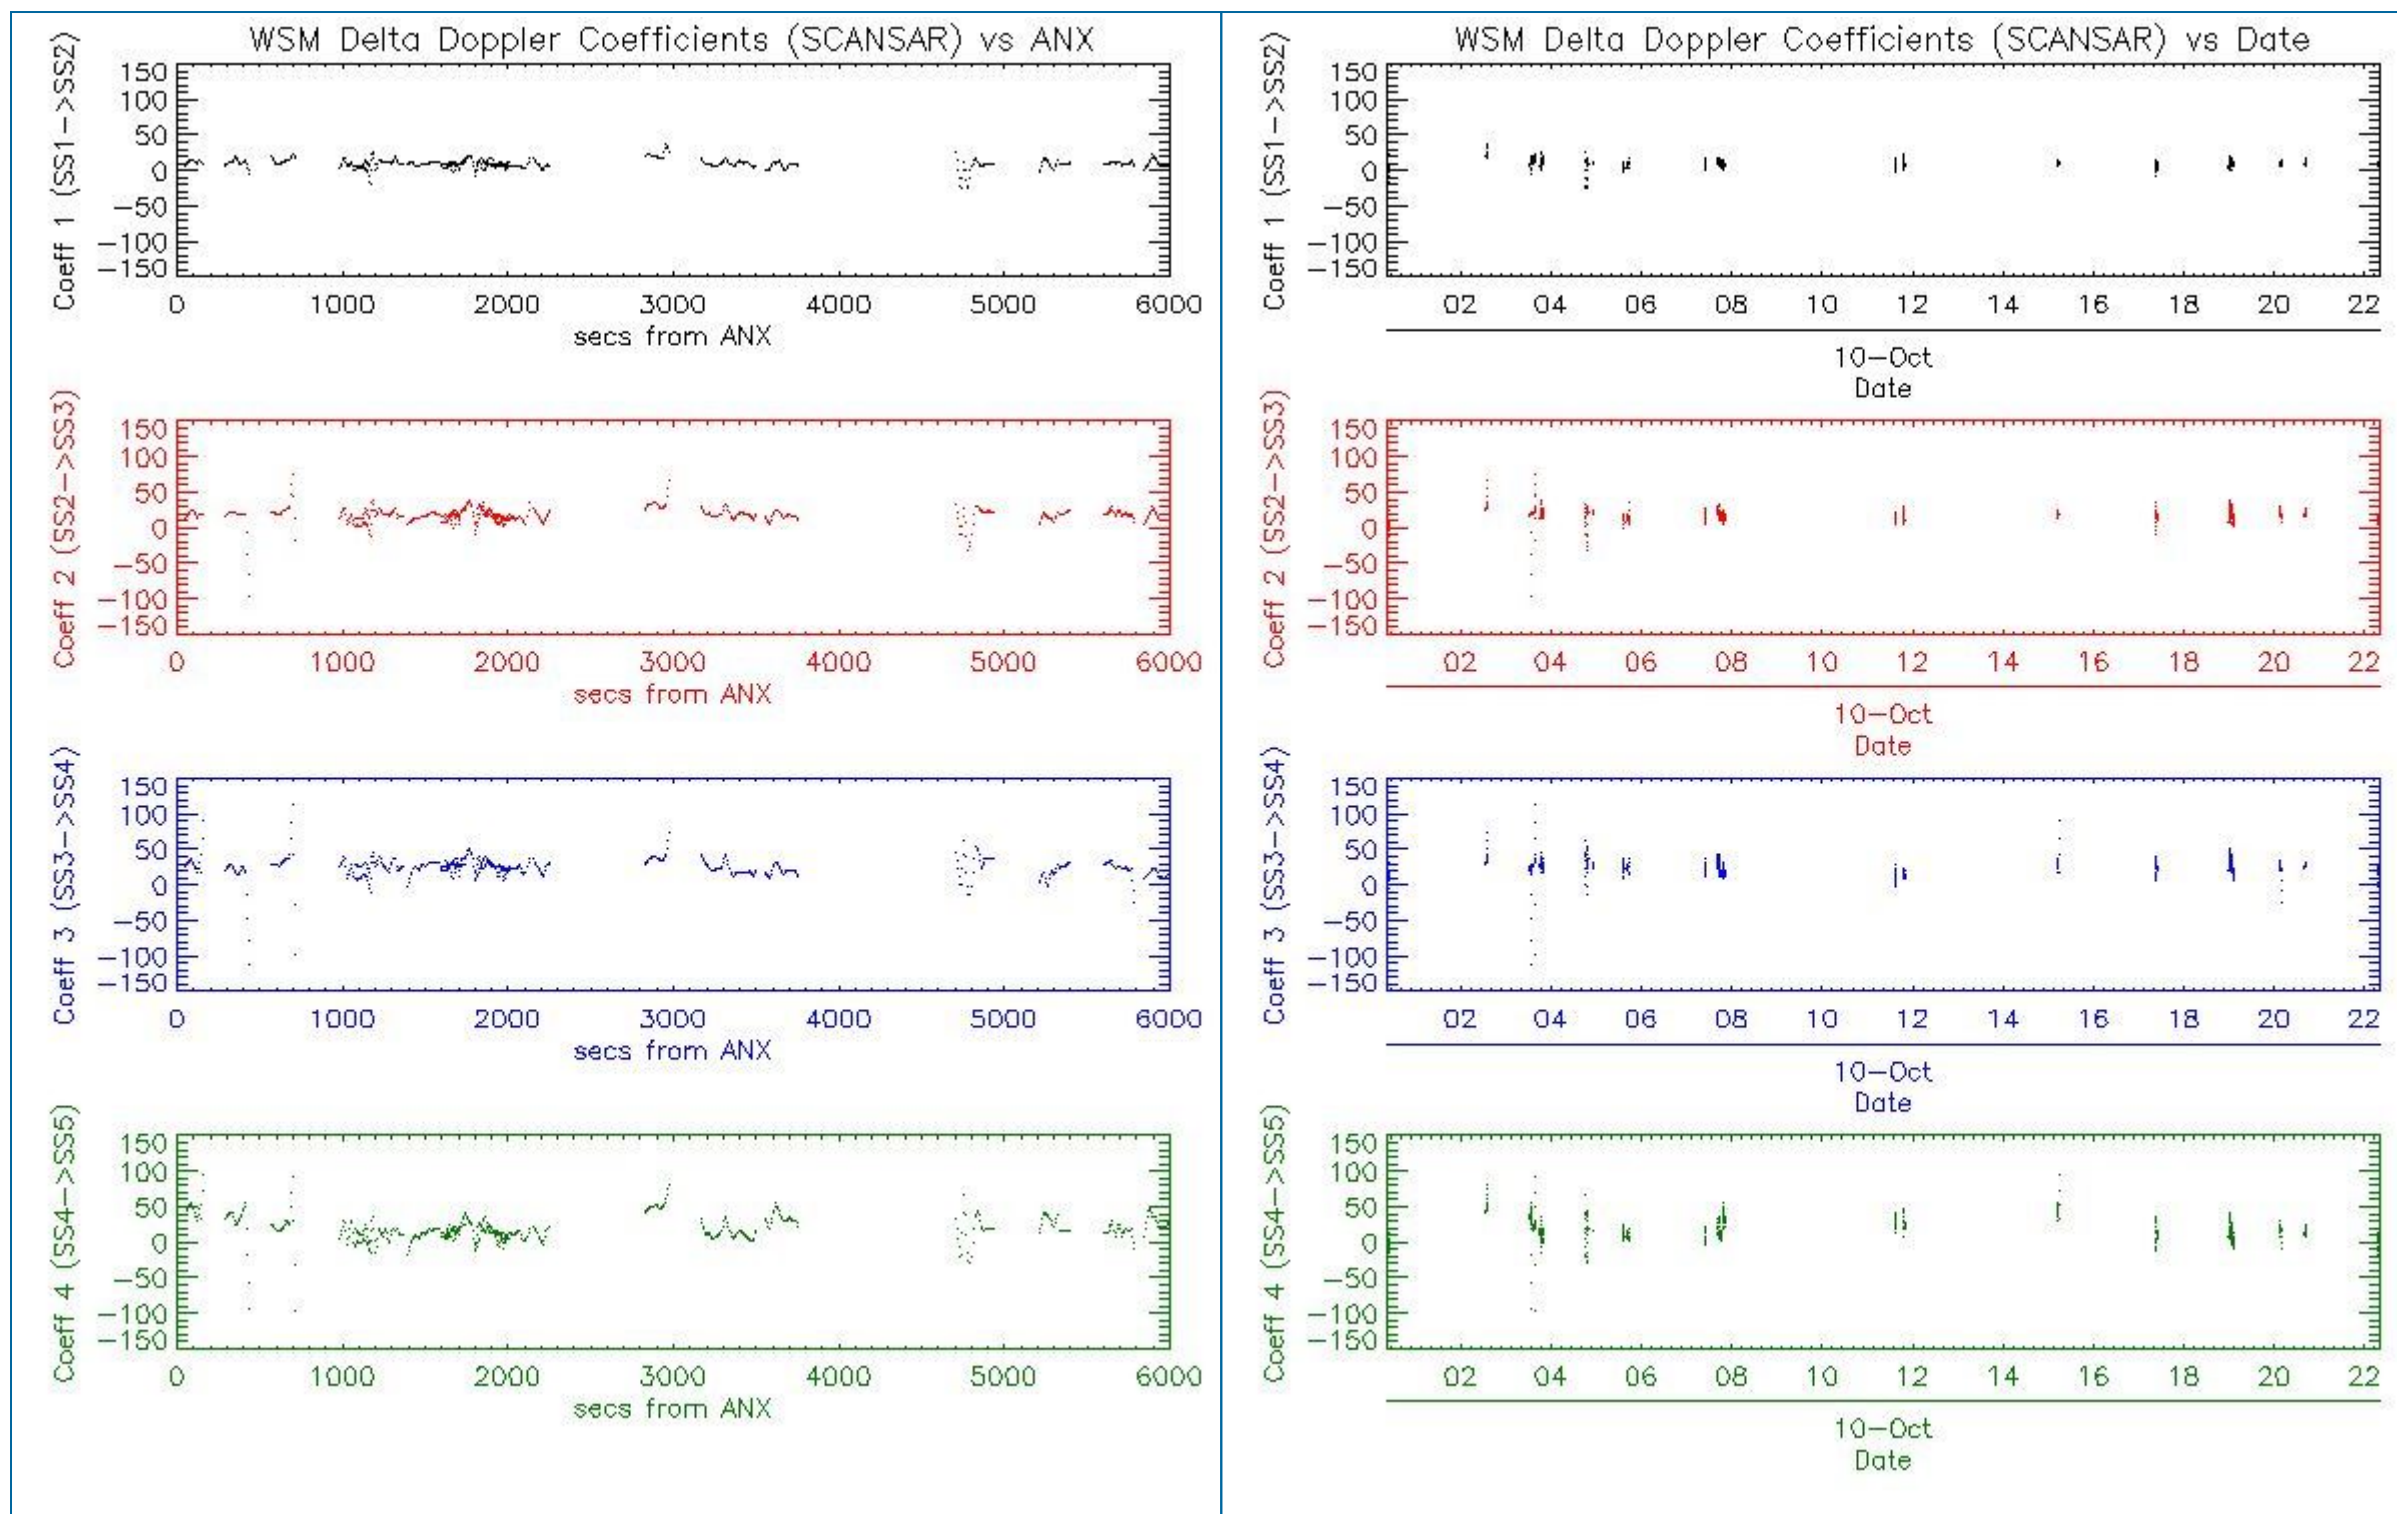 WSM Delta Doppler Coefficients (SCANSAR) vs ANX
Coeff 1 (SS1->SS2)
150
100
50
0
-50
-100
-150
0 1000 2000 3000 4000 5000 6000
secs from ANX
Coeff 2 (SS2->SS3)
150
100
50
0
-50
-100
-150
0 1000 2000 3000 4000 5000 6000
secs from ANX
Coeff 3 (SS3->SS4)
150
100
50
0
-50
-100
-150
0 1000 2000 3000 4000 5000 6000
secs from ANX
Coeff 4 (SS4->SS5)
150
100
50
0
-50
-100
-150
0 1000 2000 3000 4000 5000 6000
secs from ANX
WSM Delta Doppler Coefficients (SCANSAR) vs Date
Coeff 1 (SS1->SS2)
150
100
50
0
-50
-100
-150
02 04 06 08 10 12 14 16 18 20 22
10-Oct
Date
Coeff 2 (SS2->SS3)
150
100
50
0
-50
-100
-150
02 04 06 08 10 12 14 16 18 20 22
10-Oct
Date
Coeff 3 (SS3->SS4)
150
100
50
0
-50
-100
-150
02 04 06 08 10 12 14 16 18 20 22
10-Oct
Date
Coeff 4 (SS4->SS5)
150
100
50
0
-50
-100
-150
02 04 06 08 10 12 14 16 18 20 22
10-Oct
Date